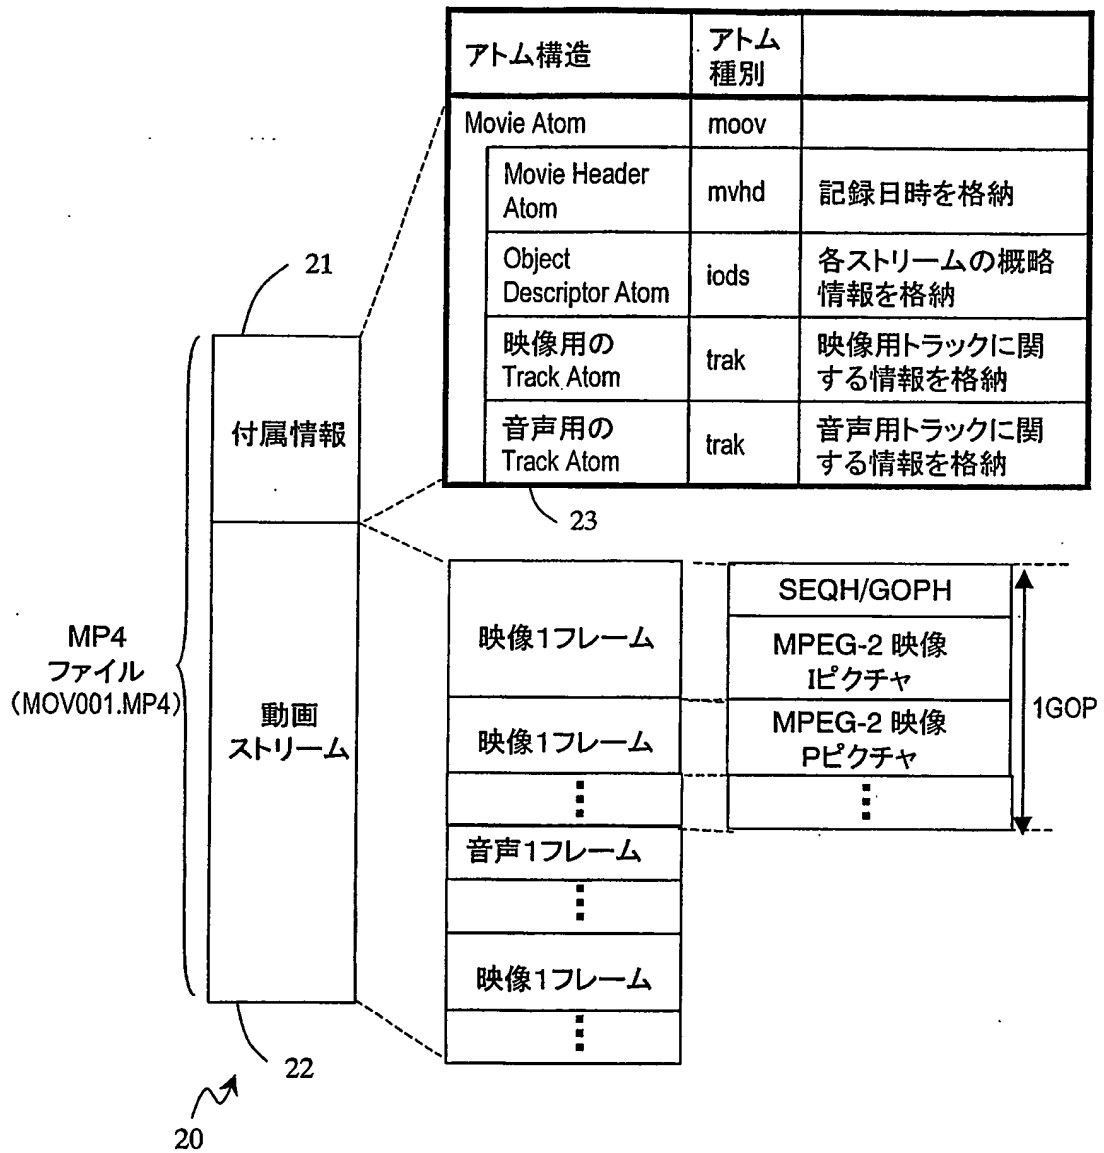 アトム構造
アトム
種別
Movie Atom
moov
Movie Header
Atom
mvhd
記録日時を格納
Object
Descriptor Atom
iods
各ストリームの概略
情報を格納
映像用の
Track Atom
trak
映像用トラックに関
する情報を格納
音声用の
Track Atom
trak
音声用トラックに関
する情報を格納
23
21
付属情報
MP4
ファイル
(MOV001.MP4)
動画
ストリーム
22
20
映像1フレーム
映像1フレーム
音声1フレーム
映像1フレーム
SEQH/GOPH
MPEG-2 映像
Iピクチャ
MPEG-2 映像
Pピクチャ
1GOP